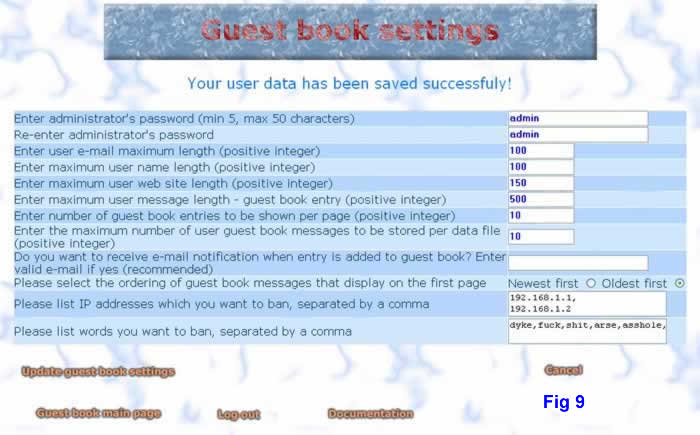 Guest book settings
Your user data has been saved successfuly!
Enter administrator's password (min 5, max 50 characters) admin
Re-enter administrator's password admin
Enter user e-mail maximum length (positive integer) 100
Enter maximum user name length (positive integer) 100
Enter maximum user web site length (positive integer) 150
Enter maximum user message length - guest book entry (positive integer) 500
Enter number of guest book entries to be shown per page (positive integer) 10
Enter the maximum number of user guest book messages to be stored per data file
(positive integer) 10
Do you want to receive e-mail notification when entry is added to guest book? Enter
valid e-mail if yes (recommended)
Please select the ordering of guest book messages that display on the first page Newest first Oldest first
Please list IP addresses which you want to ban, separated by a comma 192.168.1.1,
192.168.1.2
Please list words you want to ban, separated by a comma dyke,fuck,shit,arse,asshole,
Update guest book settings Cancel
Guest book main page Log out Documentation Fig 9